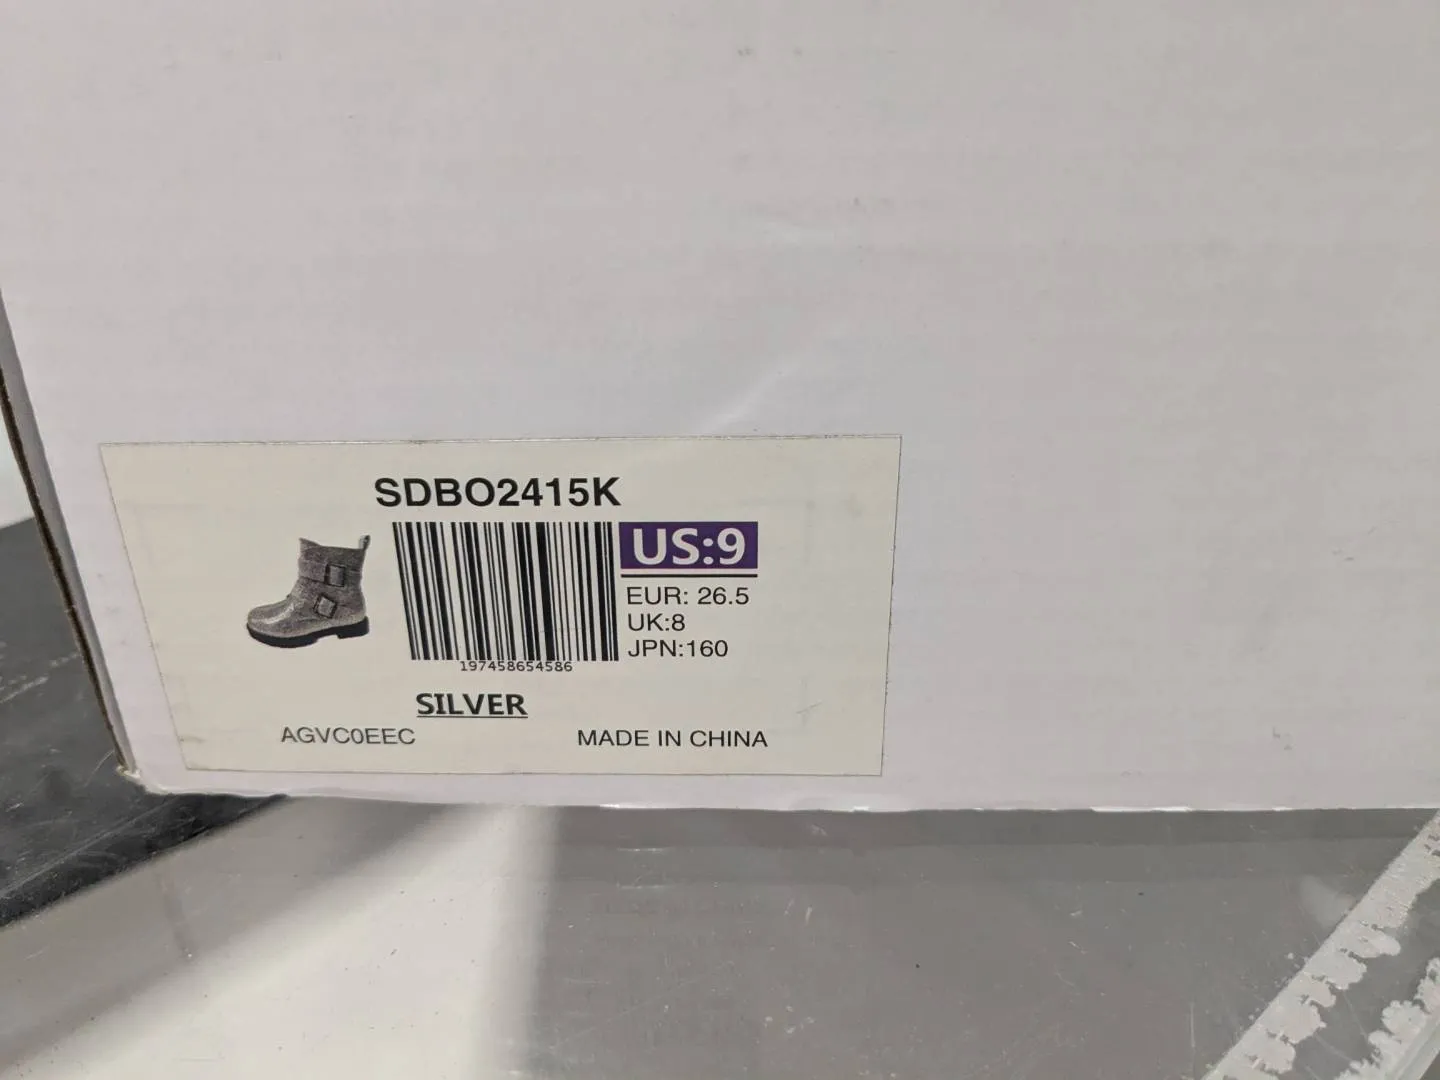 SDBO2415K
US:9
EUR: 26.5
UK:8
JPN:160
197458654586
SILVER
AGVC0EEC
MADE IN CHINA